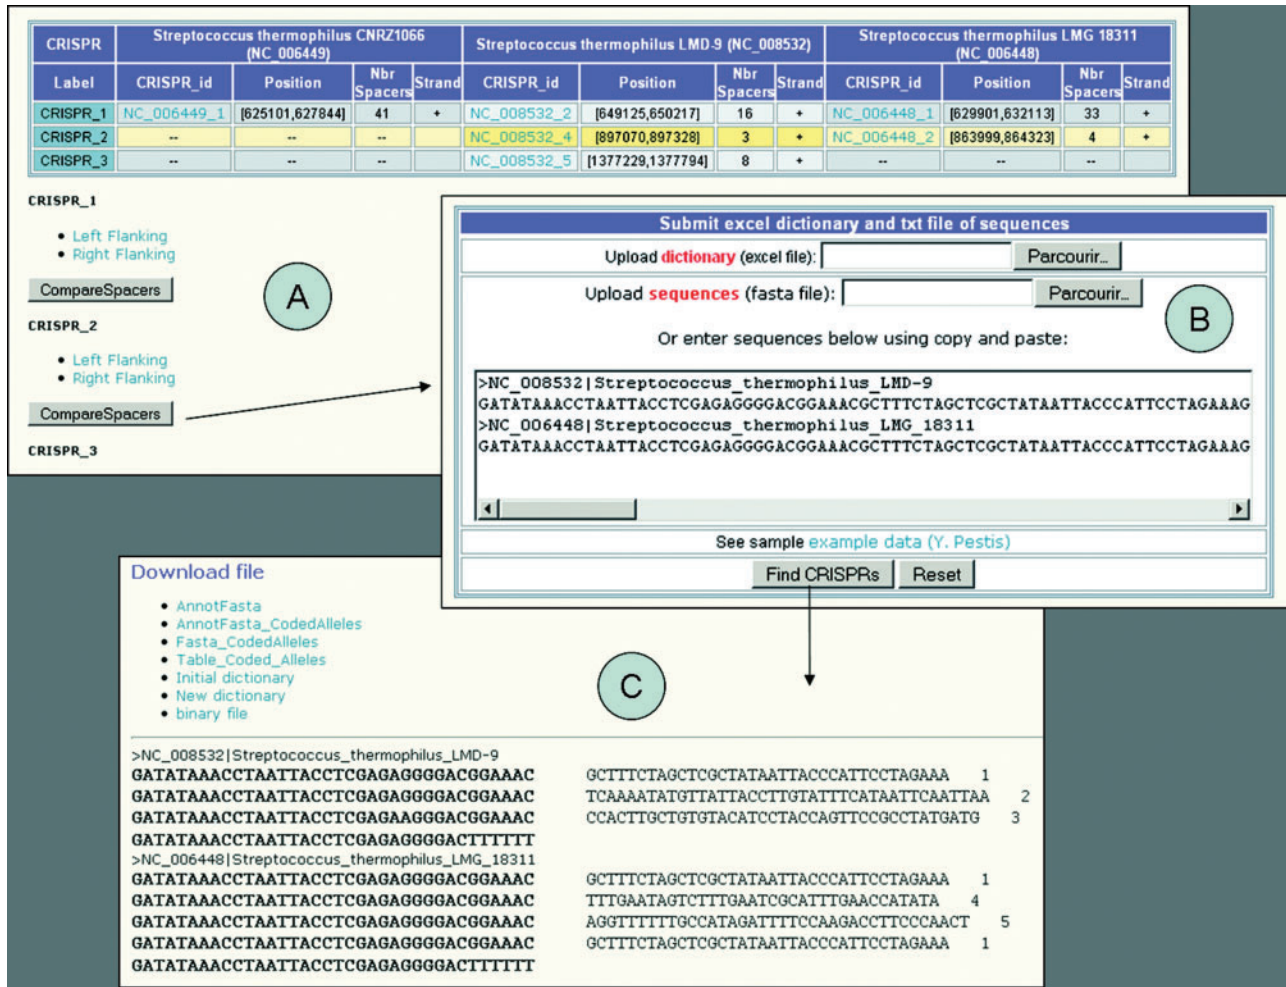 CRISPR Streptococcus thermophilus CNRZ1066 (NC_006449) Streptococcus thermophilus LMD-9 (NC_008532) Streptococcus thermophilus LMG 18311 (NC_006448)
Label CRISPR_id Position Nbr Spacers Strand CRISPR_id Position Nbr Spacers Strand CRISPR_id Position Nbr Spacers Strand
CRISPR_1 NC_006449_1 [625101,627844] 41 + NC_008532_2 [649125,650217] 16 + NC_006448_1 [629901,632113] 33 +
CRISPR_2 -- -- -- NC_008532_4 [897070,897328] 3 + NC_006448_2 [863999,864323] 4 +
CRISPR_3 -- -- -- NC_008532_5 [1377229,1377794] 8 + -- -- --
CRISPR_1
• Left Flanking
• Right Flanking
CompareSpacers
A
CRISPR_2
• Left Flanking
• Right Flanking
CompareSpacers
CRISPR_3
Submit excel dictionary and txt file of sequences
Upload dictionary (excel file): Parcourir...
Upload sequences (fasta file): Parcourir...
B
Or enter sequences below using copy and paste:
>NC_008532|Streptococcus_thermophilus_LMD-9
GATATAAACCTAATTACCTCGAGAGGGGACGGAAACGCTTTCTAGCTCGCTATAATTACCCATTCCTAGAAAG
>NC_006448|Streptococcus_thermophilus_LMG_18311
GATATAAACCTAATTACCTCGAGAGGGGACGGAAACGCTTTCTAGCTCGCTATAATTACCCATTCCTAGAAAG
See sample example data (Y. Pestis)
Find CRISPRs Reset
Download file
• AnnotFasta
• AnnotFasta_CodedAlleles
• Fasta_CodedAlleles
• Table_Coded_Alleles
• Initial dictionary
• New dictionary
• binary file
C
>NC_008532|Streptococcus_thermophilus_LMD-9
GATATAAACCTAATTACCTCGAGAGGGGACGGAAAC GCTTTCTAGCTCGCTATAATTACCCATTCCTAGAAA 1
GATATAAACCTAATTACCTCGAGAGGGGACGGAAAC TCAAAATATGTTATTACCTTGTATTTCATAATTCAATTAA 2
GATATAAACCTAATTACCTCGAGAAGGGACGGAAAC CCACTTGCTGTGTACATCCTACCAGTTCCGCCTATGATG 3
GATATAAACCTAATTACCTCGAGAGGGGACTTTTTT
>NC_006448|Streptococcus_thermophilus_LMG_18311
GATATAAACCTAATTACCTCGAGAGGGGACGGAAAC GCTTTCTAGCTCGCTATAATTACCCATTCCTAGAAA 1
GATATAAACCTAATTACCTCGAGAGGGGACGGAAAC TTTGAATAGTCTTTGAATCGCATTTGAACCATATA 4
GATATAAACCTAATTACCTCGAGAGGGGACGGAAAC AGGTTTTTTGCCATAGATTTTCCAAGACCTTCCCAACT 5
GATATAAACCTAATTACCTCGAGAGGGGACGGAAAC GCTTTCTAGCTCGCTATAATTACCCATTCCTAGAAA 1
GATATAAACCTAATTACCTCGAGAGGGGACTTTTTT